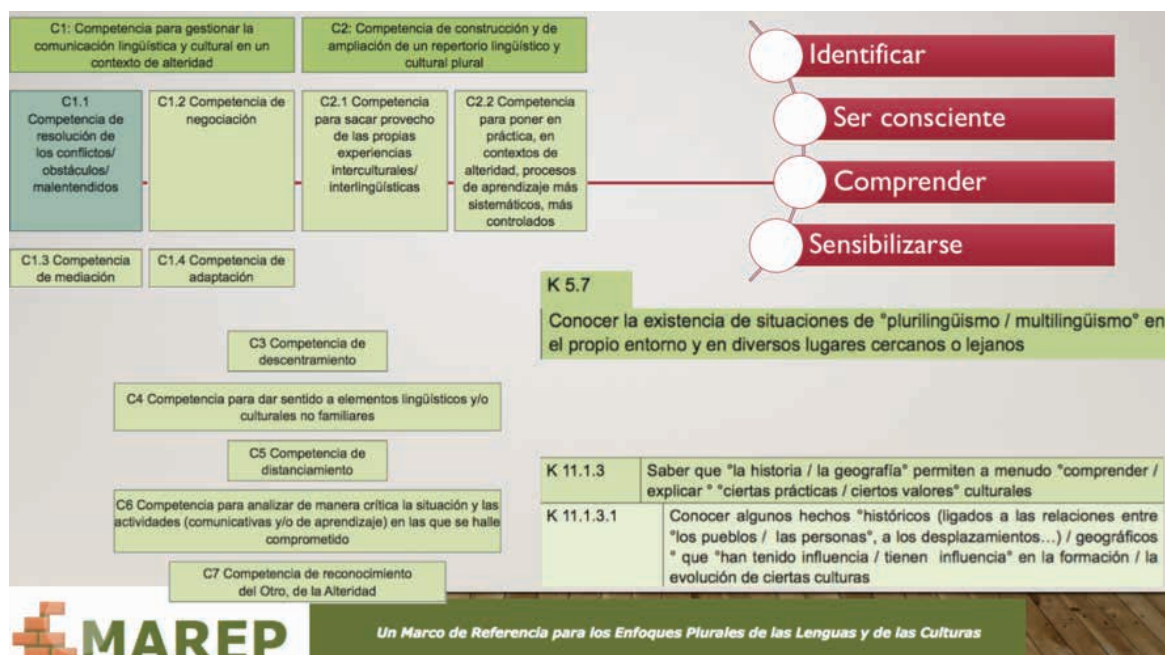 C1: Competencia para gestionar la
comunicación lingüística y cultural en un
contexto de alteridad
C2: Competencia de construcción y de
ampliación de un repertorio lingüístico y
cultural plural
C1.1
Competencia de
resolución de
los conflictos/
obstáculos/
malentendidos
C1.2 Competencia de
negociación
C2.1 Competencia
para sacar provecho
de las propias
experiencias
interculturales/
interlingüísticas
C2.2 Competencia
para poner en
práctica, en
contextos de
alteridad, procesos
de aprendizaje más
sistemáticos, más
controlados
C1.3 Competencia
de mediación
C1.4 Competencia de
adaptación
Identificar
Ser consciente
Comprender
Sensibilizarse
C3 Competencia de
descentramiento
C4 Competencia para dar sentido a elementos lingüísticos y/o
culturales no familiares
C5 Competencia de
distanciamiento
C6 Competencia para analizar de manera crítica la situación y las
actividades (comunicativas y/o de aprendizaje) en las que se halle
comprometido
C7 Competencia de reconocimiento
del Otro, de la Alteridad
K 5.7
Conocer la existencia de situaciones de °plurilingüismo / multilingüismo° en
el propio entorno y en diversos lugares cercanos o lejanos
K 11.1.3 Saber que °la historia / la geografía° permiten a menudo °comprender /
explicar ° °ciertas prácticas / ciertos valores° culturales
K 11.1.3.1 Conocer algunos hechos °históricos (ligados a las relaciones entre
°los pueblos / las personas°, a los desplazamientos...) / geográficos
° que °han tenido influencia / tienen influencia° en la formación / la
evolución de ciertas culturas
MAREP
Un Marco de Referencia para los Enfoques Plurales de las Lenguas y de las Culturas